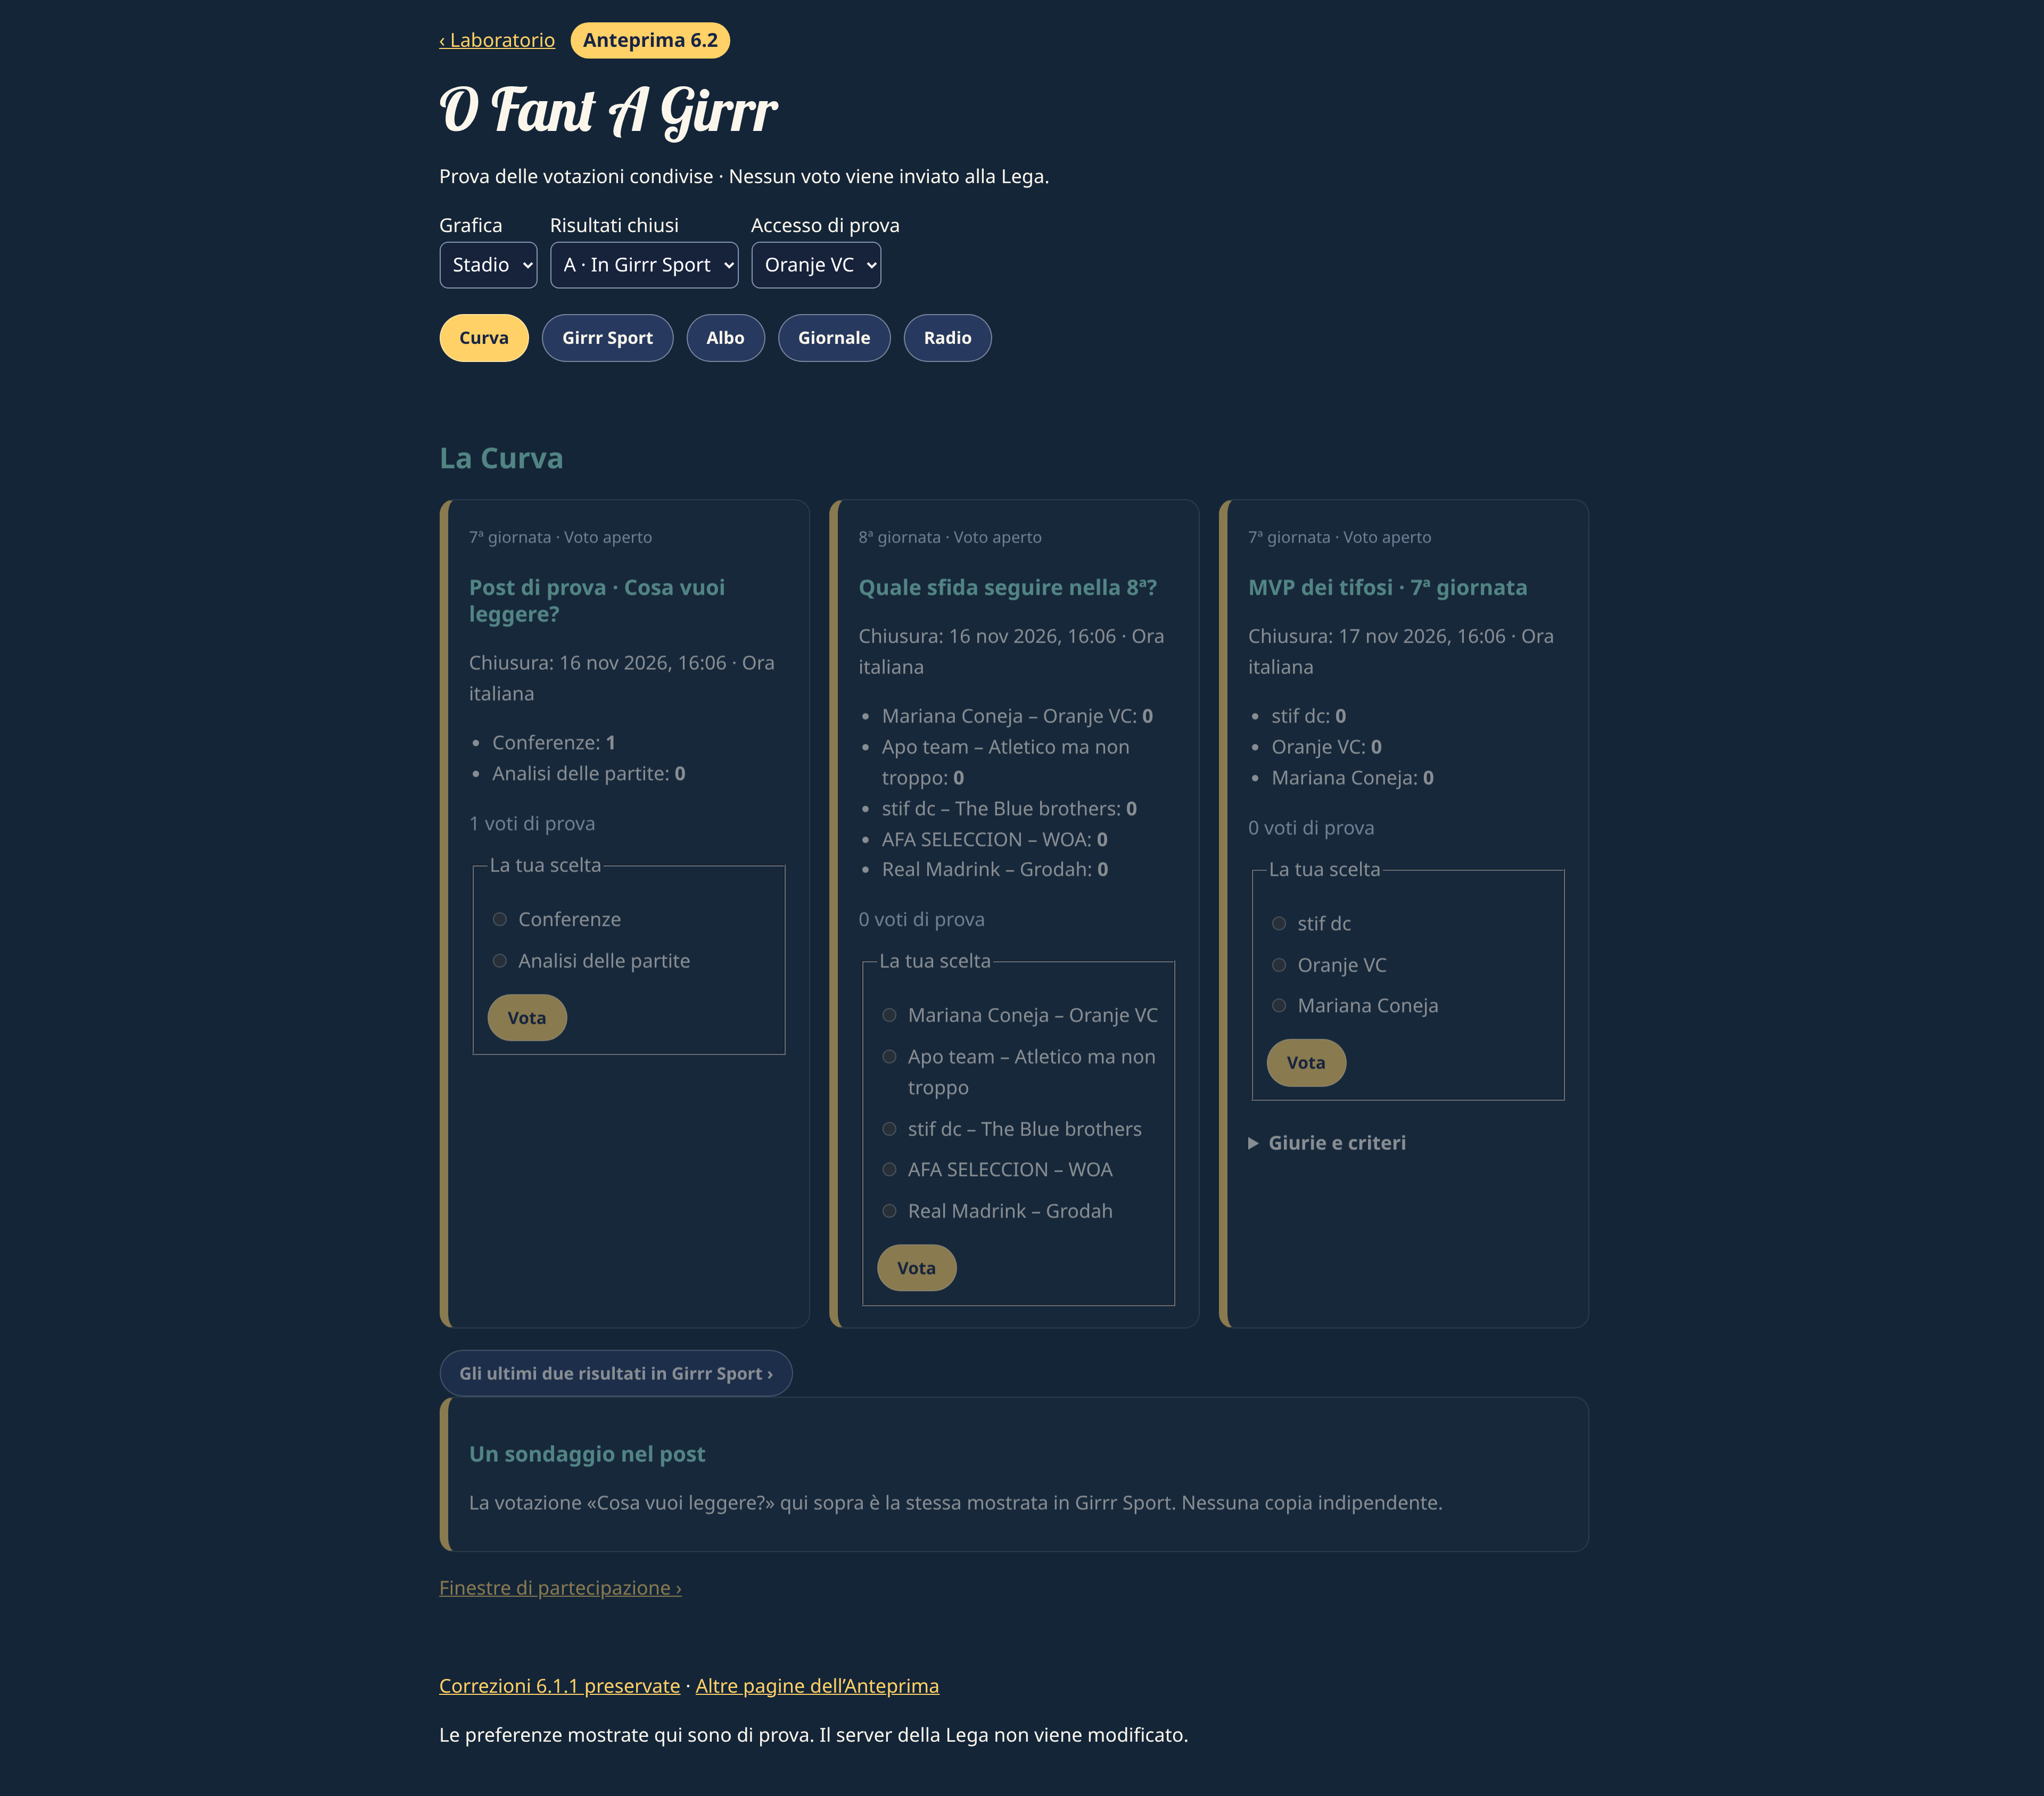 ‹ Laboratorio Anteprima 6.2
O Fant A Girrr
Prova delle votazioni condivise · Nessun voto viene inviato alla Lega.
Grafica Risultati chiusi Accesso di prova
Stadio A · In Girrr Sport Oranje VC
Curva Girrr Sport Albo Giornale Radio
La Curva
7ª giornata · Voto aperto
Post di prova · Cosa vuoi
leggere?
Chiusura: 16 nov 2026, 16:06 · Ora
italiana
Conferenze: 1
Analisi delle partite: 0
1 voti di prova
La tua scelta
Conferenze
Analisi delle partite
Vota
8ª giornata · Voto aperto
Quale sfida seguire nella 8ª?
Chiusura: 16 nov 2026, 16:06 · Ora
italiana
Mariana Coneja – Oranje VC: 0
Apo team – Atletico ma non
troppo: 0
stif dc – The Blue brothers: 0
AFA SELECCION – WOA: 0
Real Madrink – Grodah: 0
0 voti di prova
La tua scelta
Mariana Coneja – Oranje VC
Apo team – Atletico ma non
troppo
stif dc – The Blue brothers
AFA SELECCION – WOA
Real Madrink – Grodah
Vota
7ª giornata · Voto aperto
MVP dei tifosi · 7ª giornata
Chiusura: 17 nov 2026, 16:06 · Ora
italiana
stif dc: 0
Oranje VC: 0
Mariana Coneja: 0
0 voti di prova
La tua scelta
stif dc
Oranje VC
Mariana Coneja
Vota
Giurie e criteri
Gli ultimi due risultati in Girrr Sport ›
Un sondaggio nel post
La votazione «Cosa vuoi leggere?» qui sopra è la stessa mostrata in Girrr Sport. Nessuna copia indipendente.
Finestre di partecipazione ›
Correzioni 6.1.1 preservate · Altre pagine dell’Anteprima
Le preferenze mostrate qui sono di prova. Il server della Lega non viene modificato.